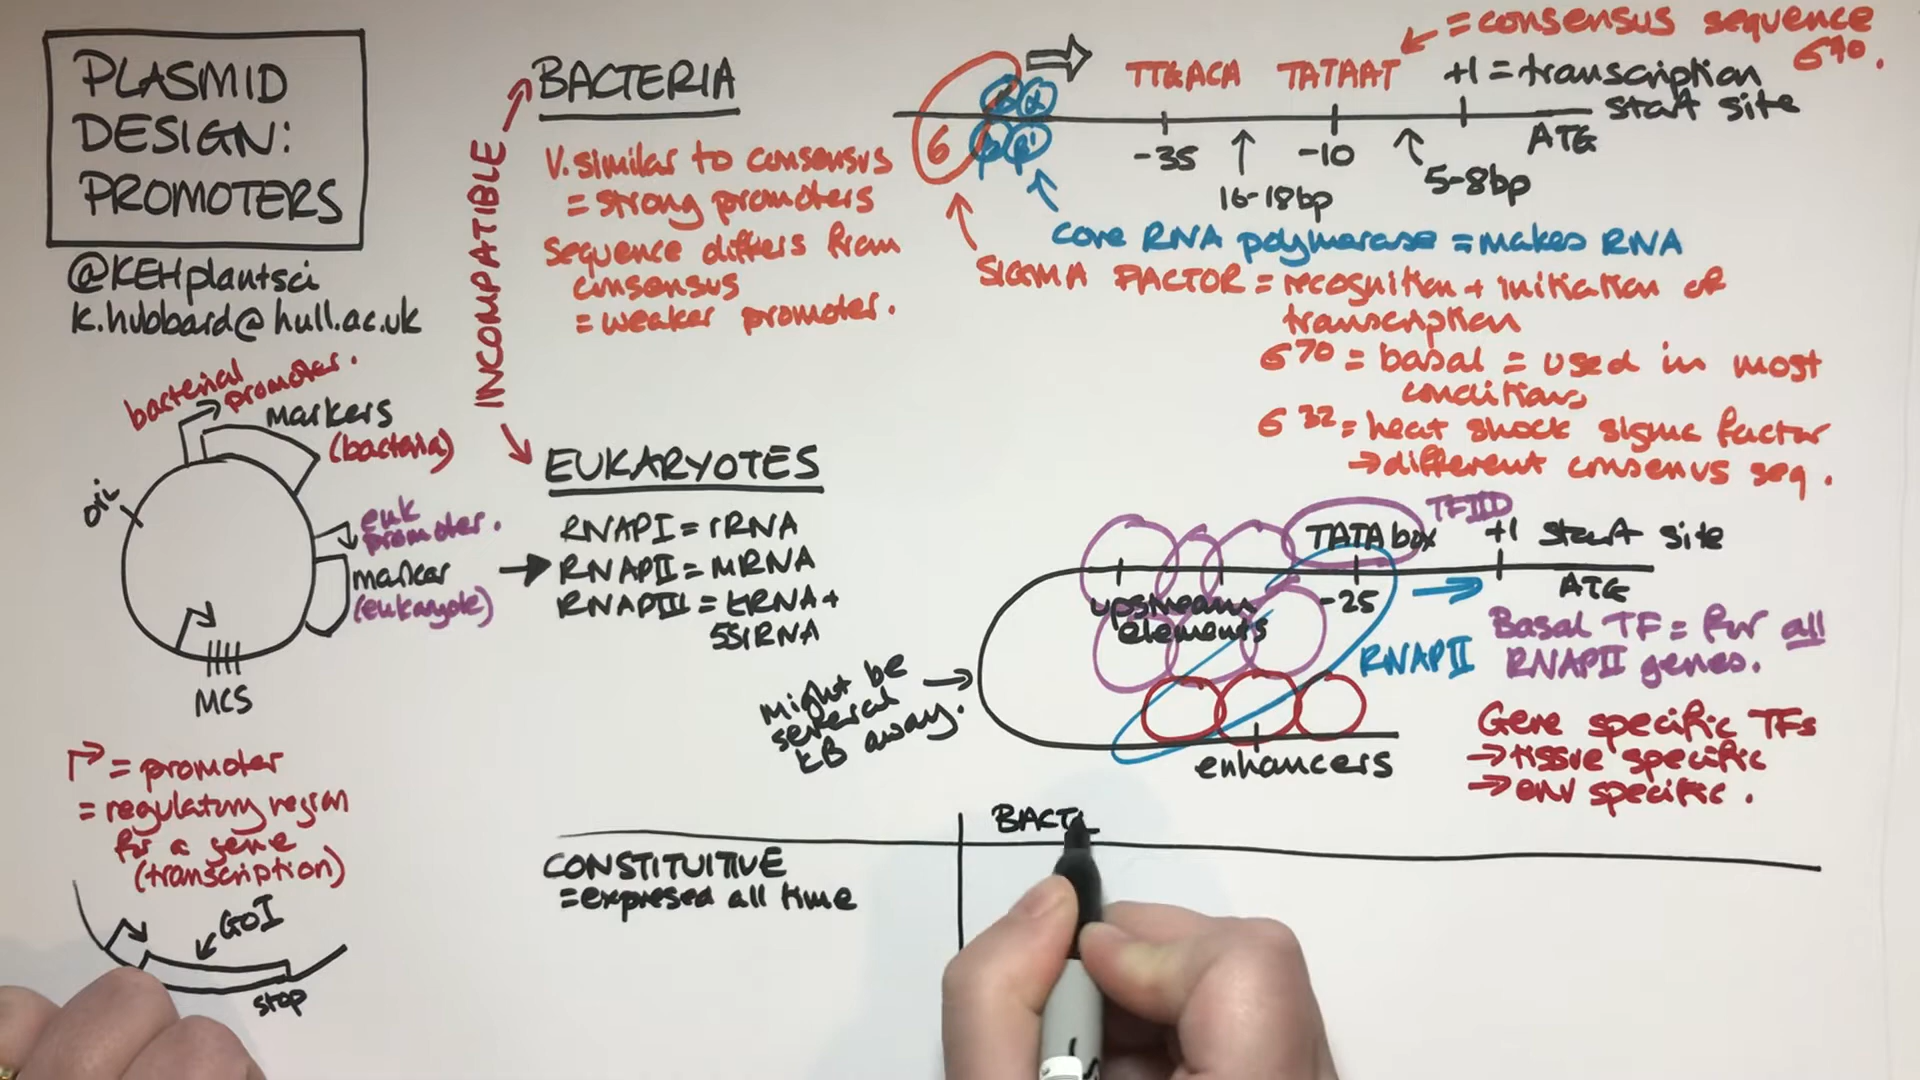 PLASMID
DESIGN:
PROMOTERS
@KEHplantsci
k.hubbard@hull.ac.uk
bacterial
promoter.
markers
(bacteria)
ori
euk
promoter.
marker
(eukaryote)
MCS
= promoter
= regulatory region
for a gene
(transcription)
GOI
stop
INCOMPATIBLE
BACTERIA
V. similar to consensus
= strong promoters
sequence differs from
consensus
= weaker promoter.
= consensus sequence
σ70.
TTGACA TATAAT +1 = transcription
start site
ATG
-35 -10
16-18bp
5-8bp
σ
α α
β β'
core RNA polymerase = makes RNA
SIGMA FACTOR = recognition + initiation of
transcription
σ70 = basal = used in most
conditions
σ32 = heat shock sigma factor
→ different consenus seq.
EUKARYOTES
RNAPI = rRNA
RNAPII = mRNA
RNAPIII = tRNA +
5SrRNA
TFIID
TATA box +1 start site
ATG
upstream
elements
-25
RNAPII
Basal TF = for all
RNAPII genes.
might be
several
kB away.
enhancers
Gene specific TFs
→ tissue specific
→ env specific.
BACT
CONSTITUITIVE
= expresed all time